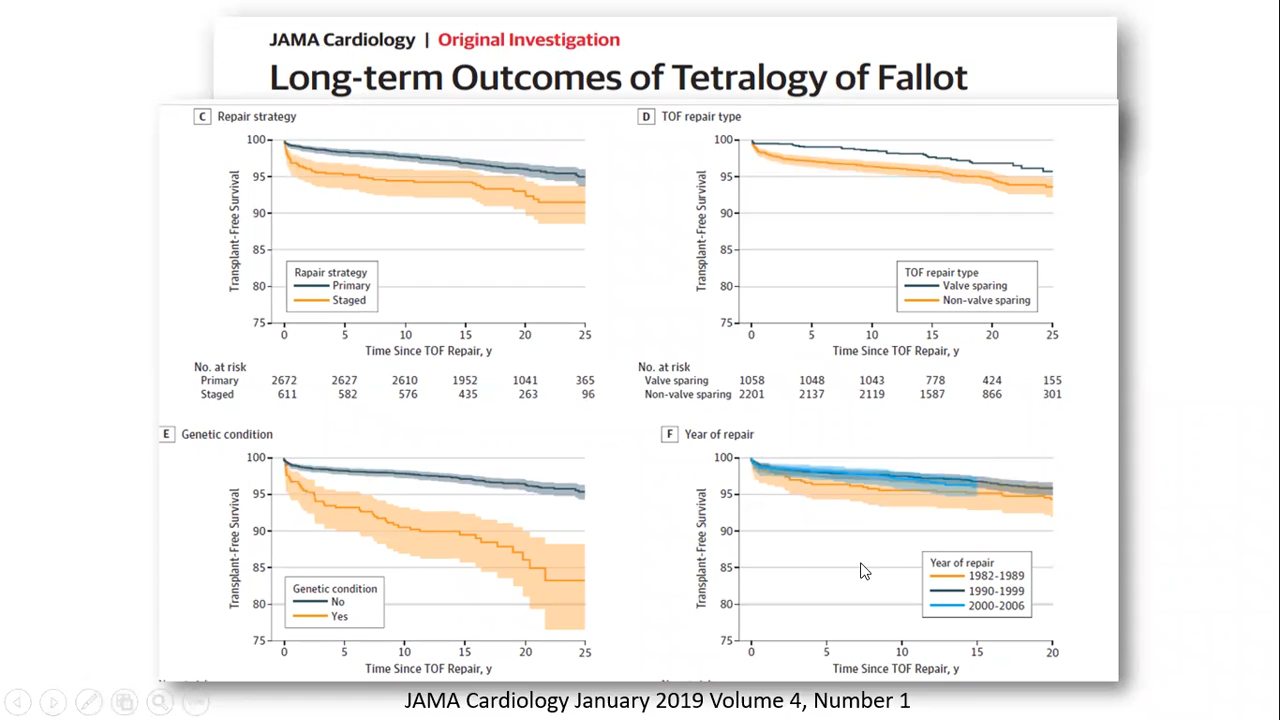 JAMA Cardiology | Original Investigation
Long-term Outcomes of Tetralogy of Fallot
C Repair strategy
100
95
90
85
80
75
Transplant-Free Survival
Rapair strategy
Primary
Staged
0 5 10 15 20 25
Time Since TOF Repair, y
No. at risk
Primary 2672 2627 2610 1952 1041 365
Staged 611 582 576 435 263 96
D TOF repair type
100
95
90
85
80
75
Transplant-Free Survival
TOF repair type
Valve sparing
Non-valve sparing
0 5 10 15 20 25
Time Since TOF Repair, y
No. at risk
Valve sparing 1058 1048 1043 778 424 155
Non-valve sparing 2201 2137 2119 1587 866 301
E Genetic condition
100
95
90
85
80
75
Transplant-Free Survival
Genetic condition
No
Yes
0 5 10 15 20 25
Time Since TOF Repair, y
F Year of repair
100
95
90
85
80
75
Transplant-Free Survival
Year of repair
1982-1989
1990-1999
2000-2006
0 5 10 15 20
Time Since TOF Repair, y
JAMA Cardiology January 2019 Volume 4, Number 1